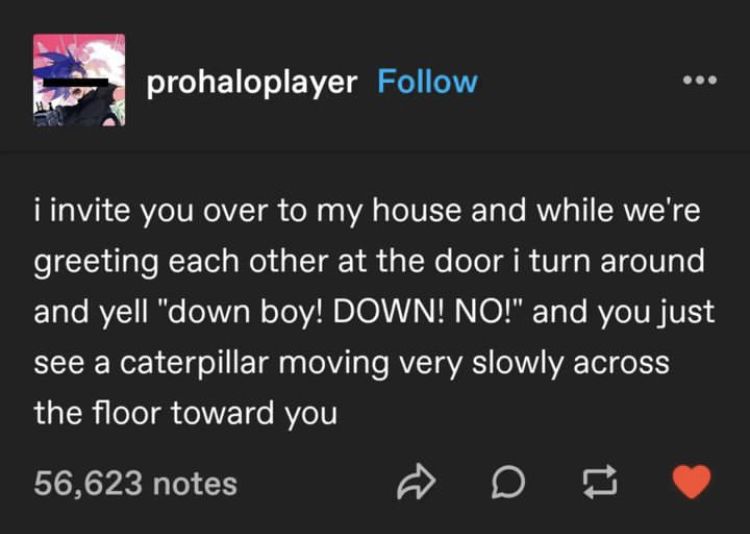 prohaloplayer Follow
i invite you over to my house and while we're
greeting each other at the door i turn around
and yell "down boy! DOWN! NO!" and you just
see a caterpillar moving very slowly across
the floor toward you
56,623 notes